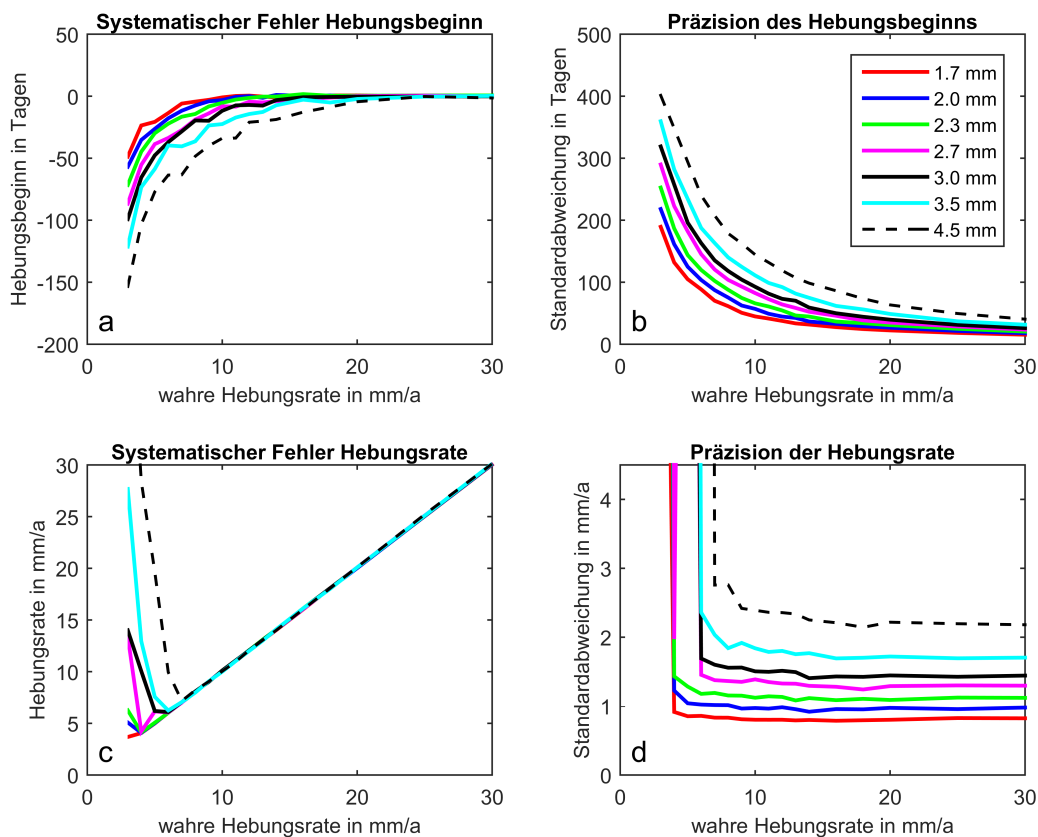 Systematischer Fehler Hebungsbeginn
Hebungsbeginn in Tagen
50
0
-50
-100
-150
-200
a
0
10
20
30
wahre Hebungsrate in mm/a
Präzision des Hebungsbeginns
Standardabweichung in Tagen
500
400
300
200
100
0
1.7 mm
2.0 mm
2.3 mm
2.7 mm
3.0 mm
3.5 mm
4.5 mm
b
0
10
20
30
wahre Hebungsrate in mm/a
Systematischer Fehler Hebungsrate
Hebungsrate in mm/a
30
25
20
15
10
5
0
c
0
10
20
30
wahre Hebungsrate in mm/a
Präzision der Hebungsrate
Standardabweichung in mm/a
4
3
2
1
0
d
0
10
20
30
wahre Hebungsrate in mm/a